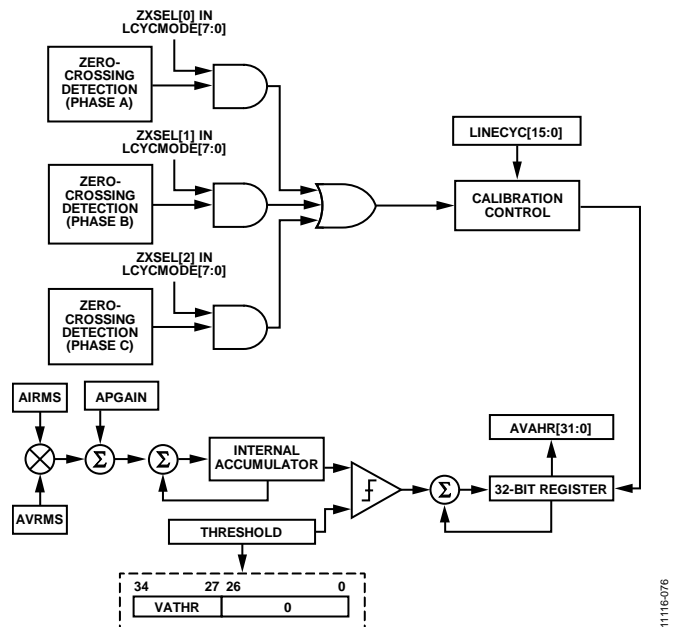 ZXSEL[0] IN
LCYCMODE[7:0]
ZERO-
CROSSING
DETECTION
(PHASE A)
ZXSEL[1] IN
LCYCMODE[7:0]
ZERO-
CROSSING
DETECTION
(PHASE B)
ZXSEL[2] IN
LCYCMODE[7:0]
ZERO-
CROSSING
DETECTION
(PHASE C)
LINECYC[15:0]
CALIBRATION
CONTROL
AIRMS
APGAIN
AVRMS
Σ
Σ
INTERNAL
ACCUMULATOR
THRESHOLD
Σ
AVAHR[31:0]
32-BIT REGISTER
34 27 26 0
VATHR 0
11116-076